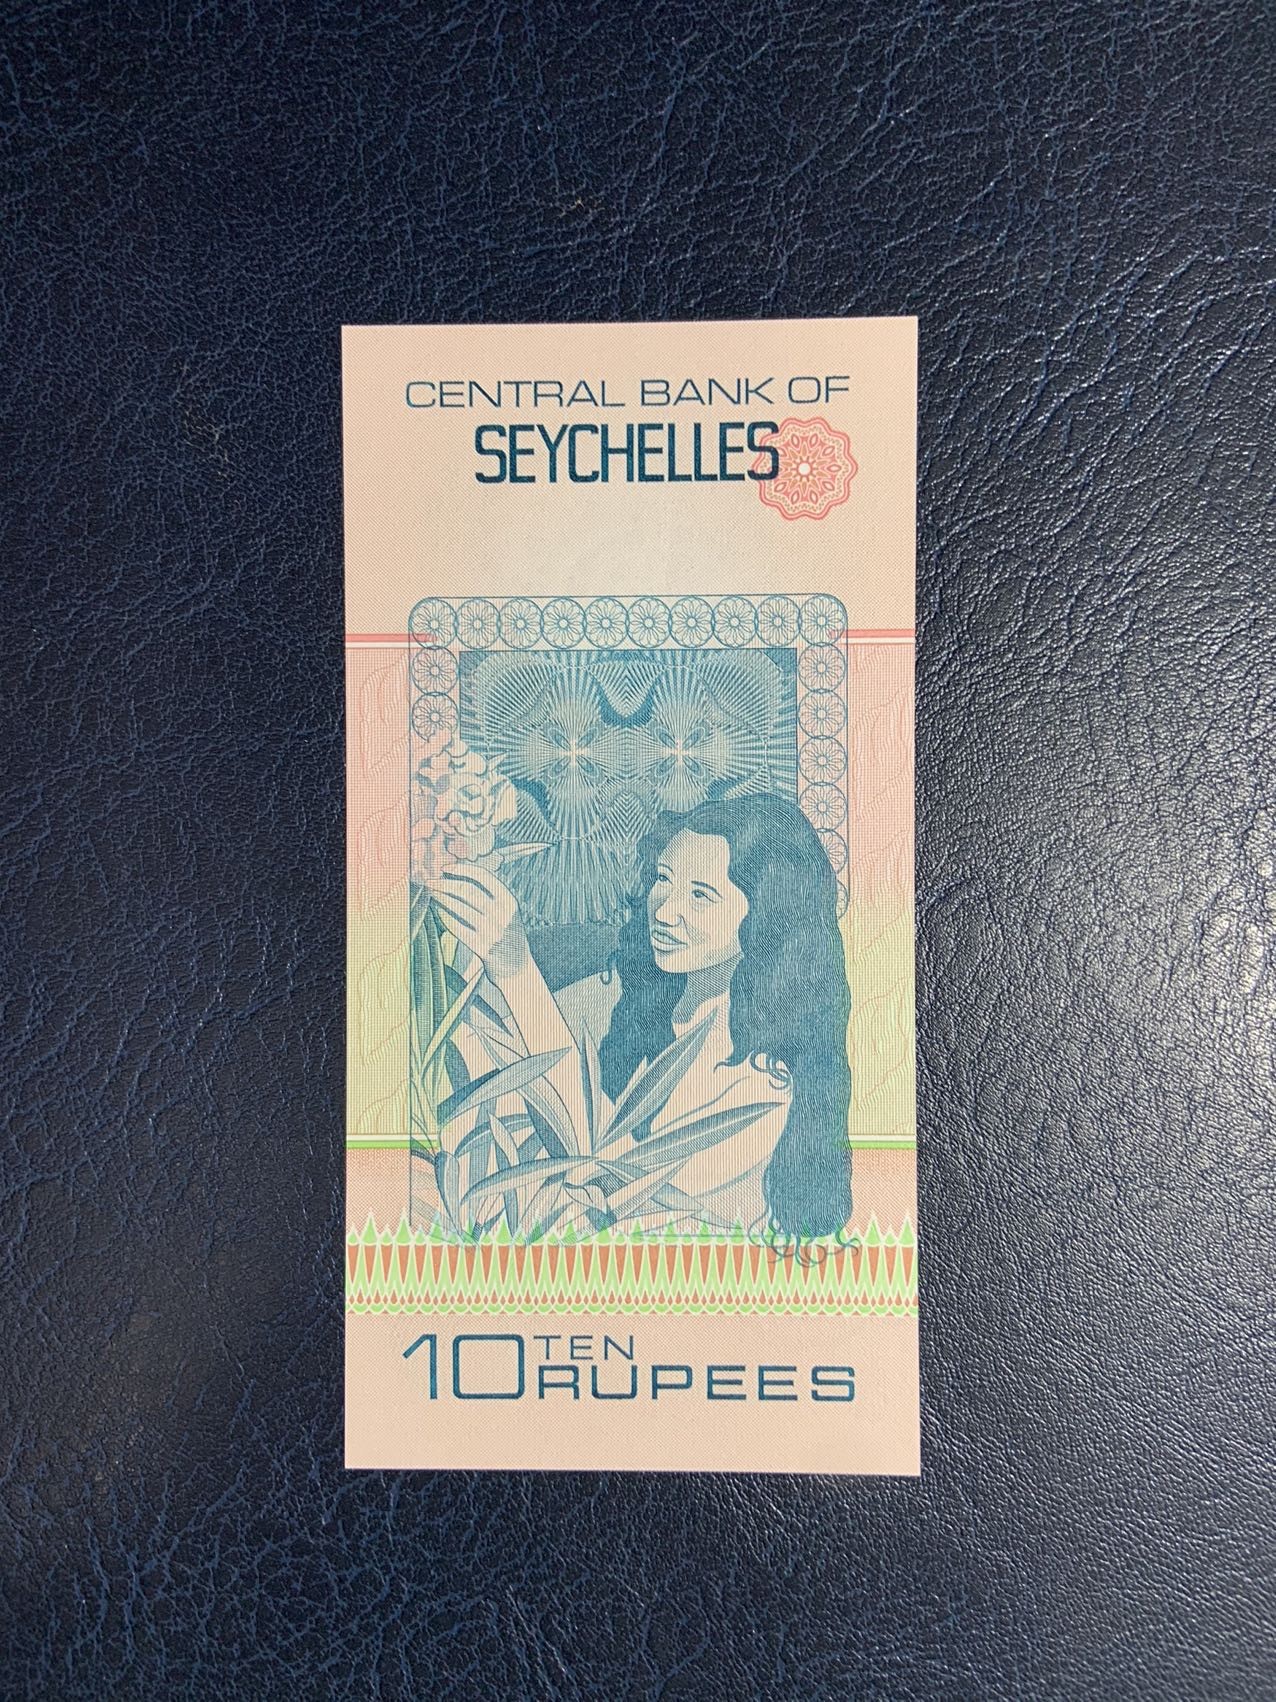 CENTRAL BANK OF
SEYCHELLES
10 TEN
RUPEES